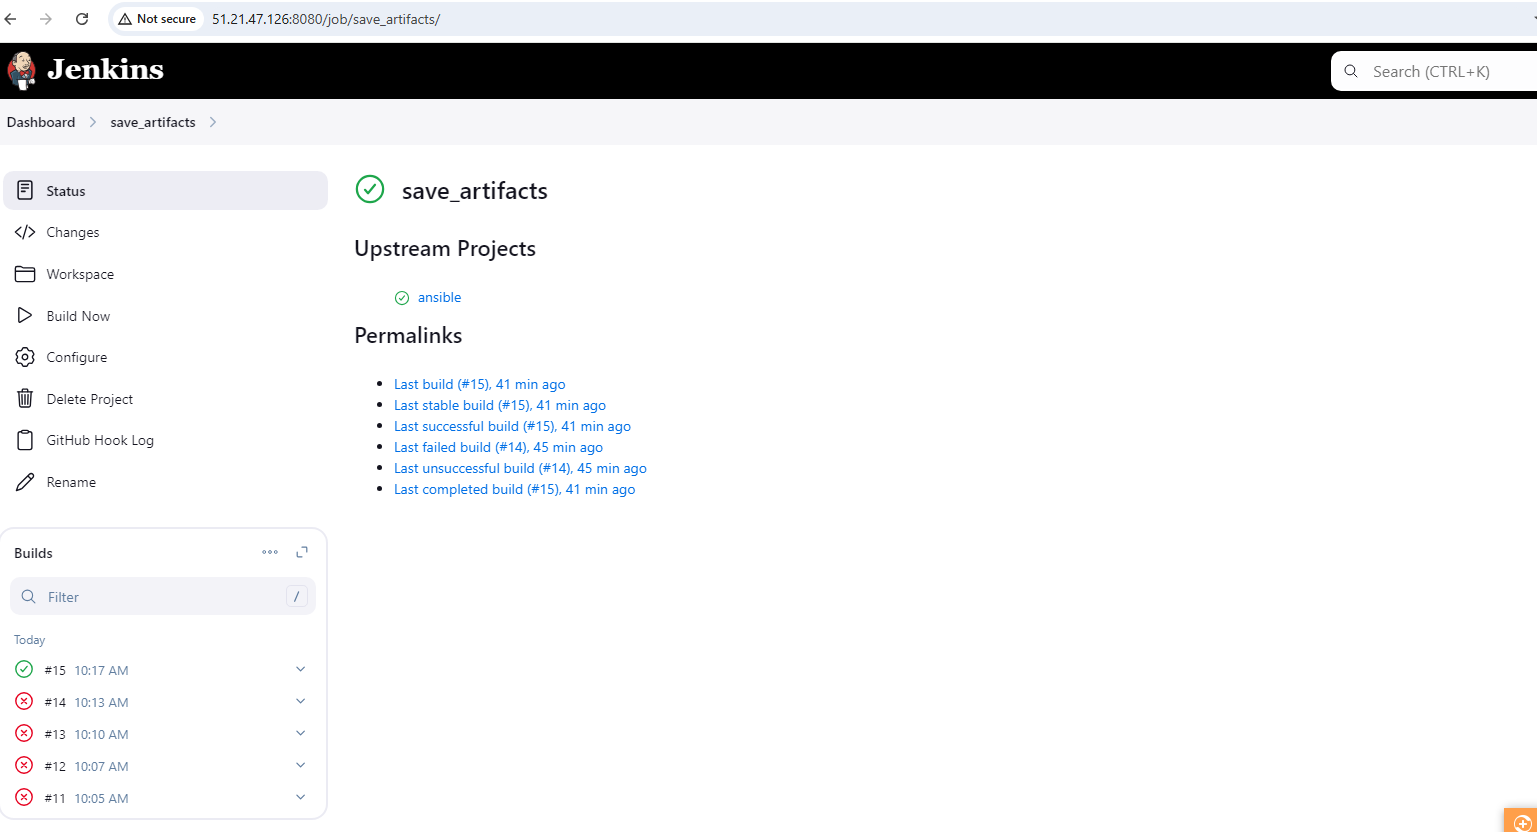 Not secure 51.21.47.126:8080/job/save_artifacts/
Jenkins
Search (CTRL+K)
Dashboard save_artifacts
Status
Changes
Workspace
Build Now
Configure
Delete Project
GitHub Hook Log
Rename
Builds
Filter /
Today
#15 10:17 AM
#14 10:13 AM
#13 10:10 AM
#12 10:07 AM
#11 10:05 AM
save_artifacts
Upstream Projects
ansible
Permalinks
Last build (#15), 41 min ago
Last stable build (#15), 41 min ago
Last successful build (#15), 41 min ago
Last failed build (#14), 45 min ago
Last unsuccessful build (#14), 45 min ago
Last completed build (#15), 41 min ago